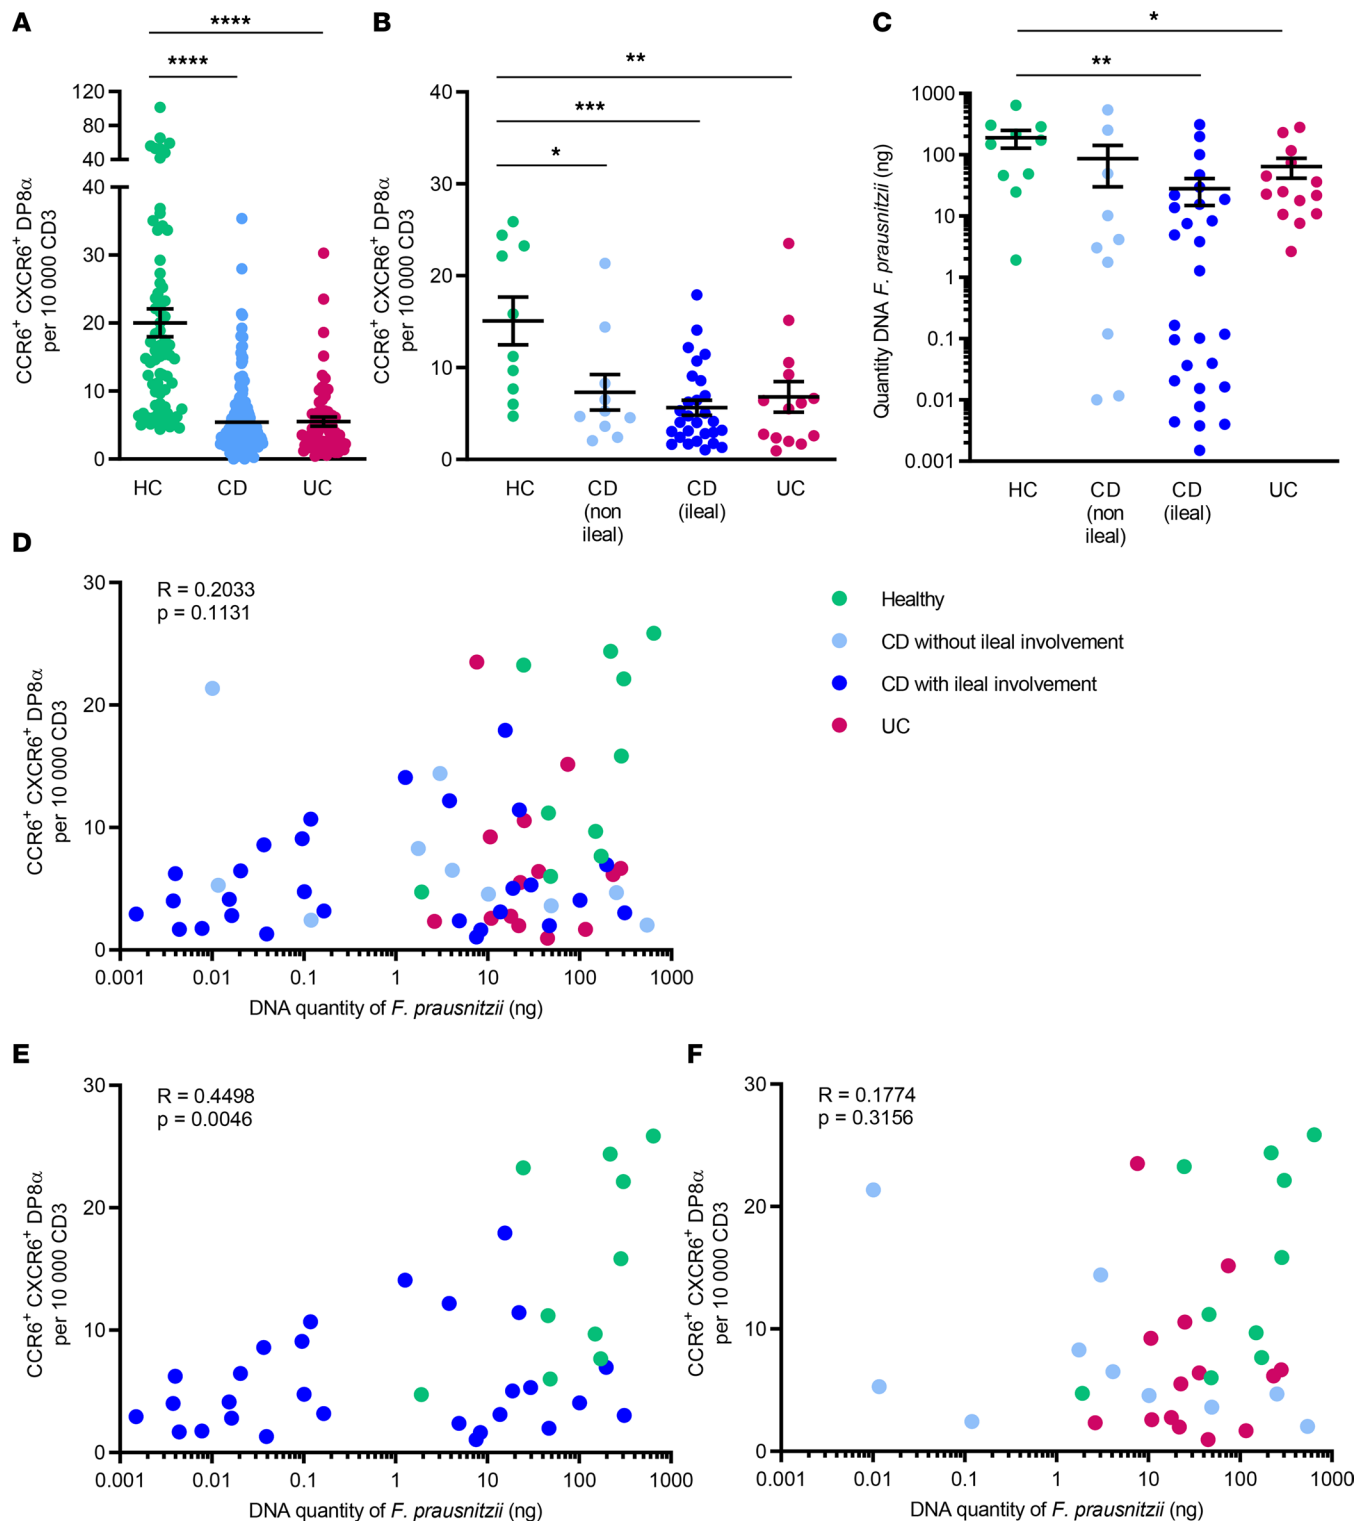 A
B
C
****
****
CCR6+ CXCR6+ DP8α
per 10 000 CD3
120
80
40
40
30
20
10
0
HC
CD
UC
**
***
*
CCR6+ CXCR6+ DP8α
per 10 000 CD3
40
30
20
10
0
HC
CD
(non
ileal)
CD
(ileal)
UC
*
**
Quantity DNA F. prausnitzii (ng)
1000
100
10
1
0.1
0.01
0.001
HC
CD
(non
ileal)
CD
(ileal)
UC
D
R = 0.2033
p = 0.1131
CCR6+ CXCR6+ DP8α
per 10 000 CD3
30
20
10
0
0.001
0.01
0.1
1
10
100
1000
DNA quantity of F. prausnitzii (ng)
Healthy
CD without ileal involvement
CD with ileal involvement
UC
E
R = 0.4498
p = 0.0046
CCR6+ CXCR6+ DP8α
per 10 000 CD3
30
20
10
0
0.001
0.01
0.1
1
10
100
1000
DNA quantity of F. prausnitzii (ng)
F
R = 0.1774
p = 0.3156
CCR6+ CXCR6+ DP8α
per 10 000 CD3
30
20
10
0
0.001
0.01
0.1
1
10
100
1000
DNA quantity of F. prausnitzii (ng)